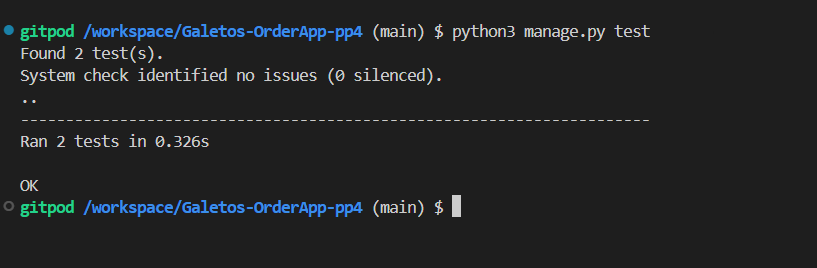 gitpod /workspace/Galetos-OrderApp-pp4 (main) $ python3 manage.py test
Found 2 test(s).
System check identified no issues (0 silenced).
..
----------------------------------------------------------------------
Ran 2 tests in 0.326s
OK
gitpod /workspace/Galetos-OrderApp-pp4 (main) $